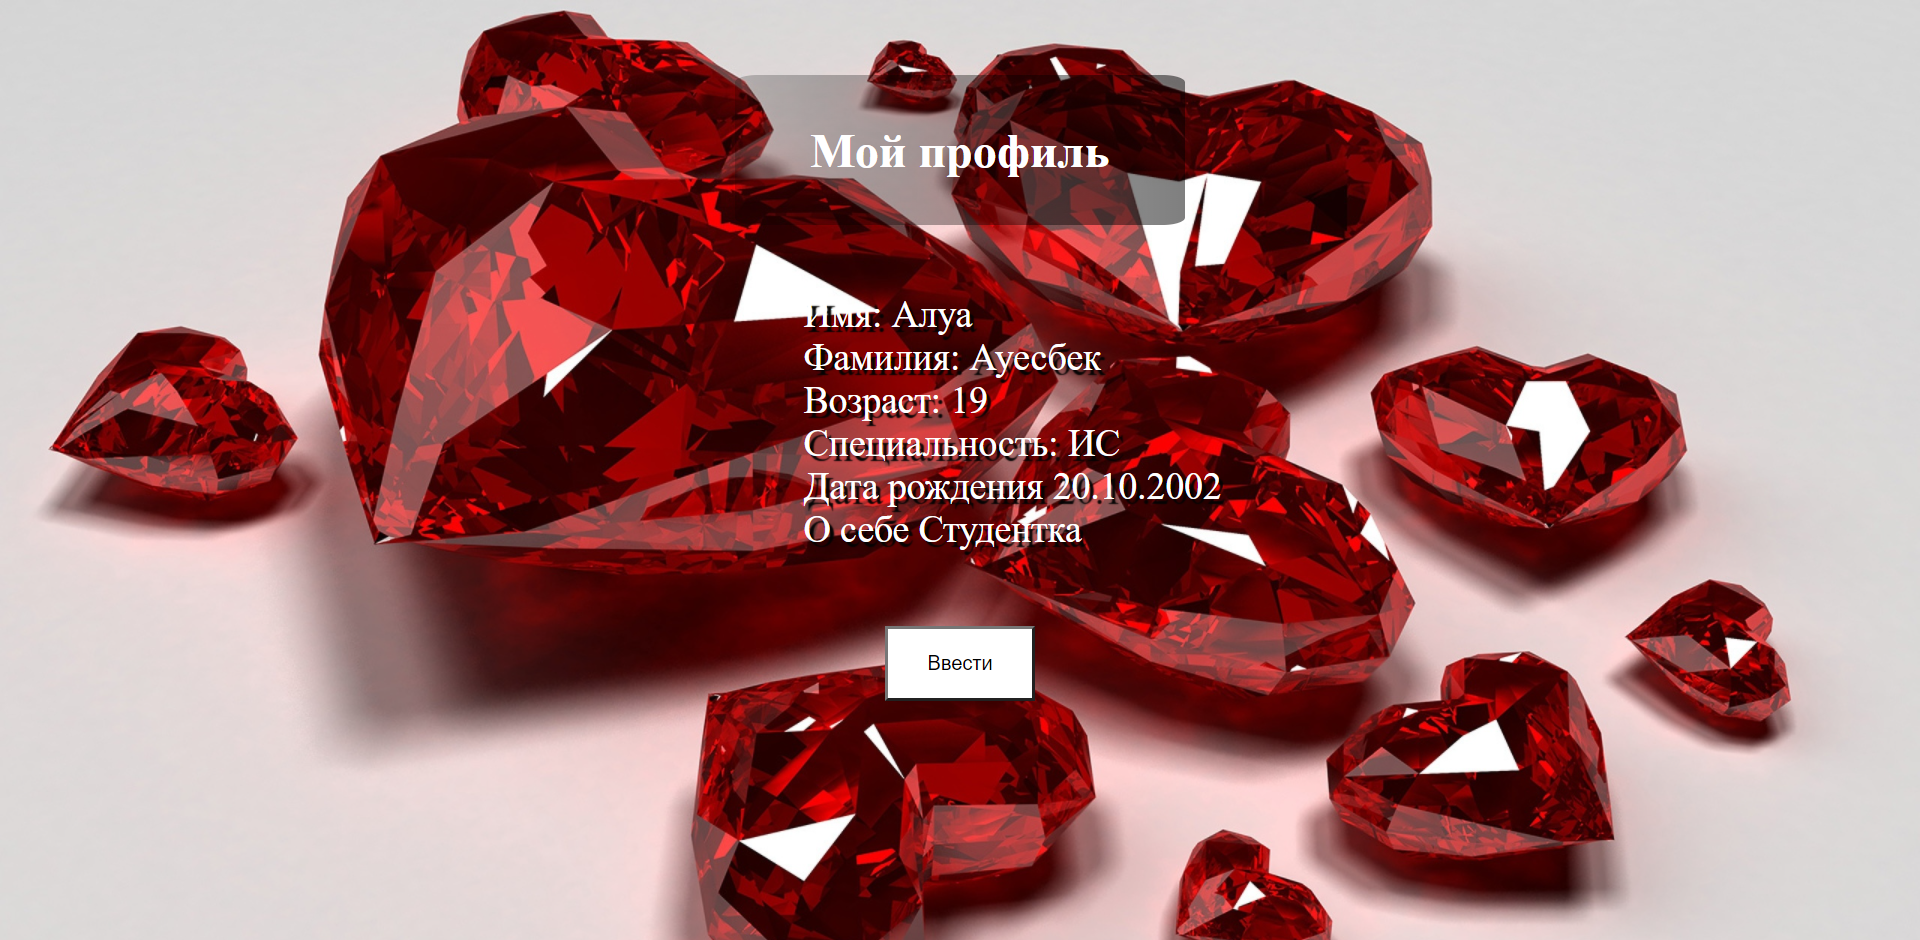 Мой профиль
Имя: Алуа
Фамилия: Ауесбек
Возраст: 19
Специальность: ИС
Дата рождения 20.10.2002
О себе Студентка
Ввести